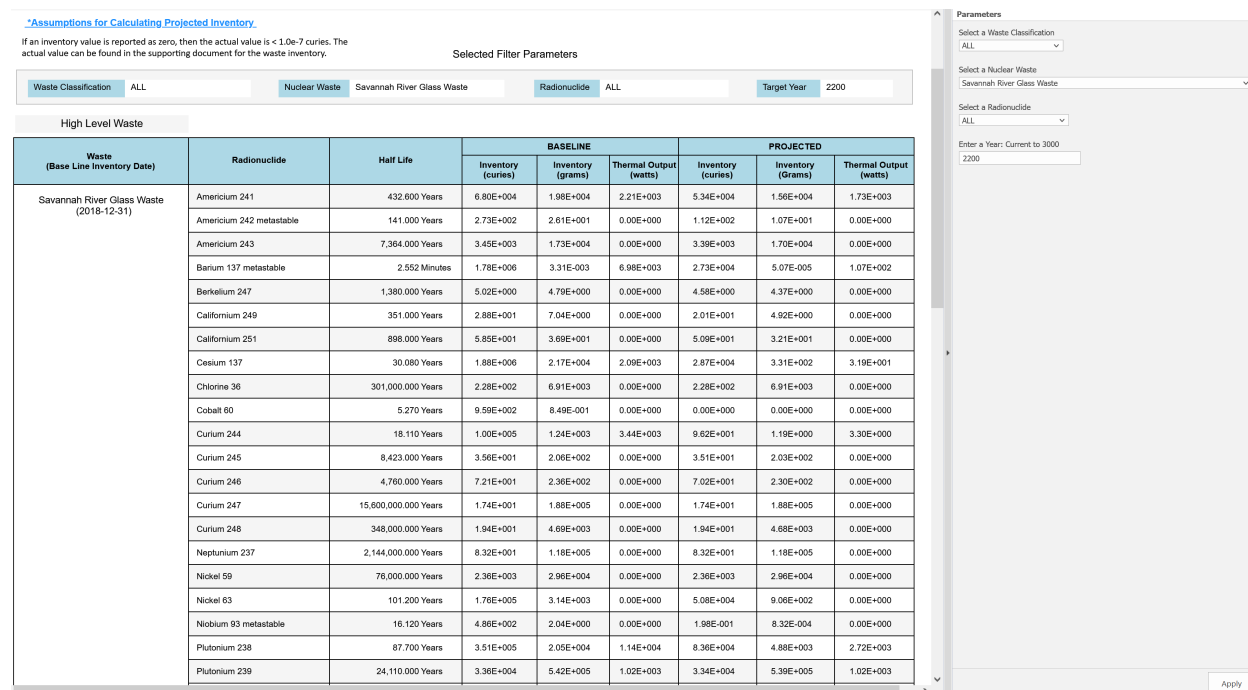 *Assumptions for Calculating Projected Inventory
If an inventory value is reported as zero, then the actual value is < 1.0e-7 curies. The
actual value can be found in the supporting document for the waste inventory.
Selected Filter Parameters
Waste Classification ALL Nuclear Waste Savannah River Glass Waste Radionuclide ALL Target Year 2200
High Level Waste
BASELINE PROJECTED
Waste
(Base Line Inventory Date)
Radionuclide Half Life
Inventory (curies) Inventory (grams) Thermal Output (watts) Inventory (curies) Inventory (Grams) Thermal Output (watts)
Savannah River Glass Waste
(2018-12-31)
Americium 241 432.600 Years 6.80E+004 1.98E+004 2.21E+003 5.34E+004 1.56E+004 1.73E+003
Americium 242 metastable 141.000 Years 2.73E+002 2.61E+001 0.00E+000 1.12E+002 1.07E+001 0.00E+000
Americium 243 7,364.000 Years 3.45E+003 1.73E+004 0.00E+000 3.39E+003 1.70E+004 0.00E+000
Barium 137 metastable 2.552 Minutes 1.78E+006 3.31E-003 6.98E+003 2.73E+004 5.07E-005 1.07E+002
Berkelium 247 1,380.000 Years 5.02E+000 4.79E+000 0.00E+000 4.58E+000 4.37E+000 0.00E+000
Californium 249 351.000 Years 2.88E+001 7.04E+000 0.00E+000 2.01E+001 4.92E+000 0.00E+000
Californium 251 898.000 Years 5.85E+001 3.69E+001 0.00E+000 5.09E+001 3.21E+001 0.00E+000
Cesium 137 30.080 Years 1.88E+006 2.17E+004 2.09E+003 2.87E+004 3.31E+002 3.19E+001
Chlorine 36 301,000.000 Years 2.28E+002 6.91E+003 0.00E+000 2.28E+002 6.91E+003 0.00E+000
Cobalt 60 5.270 Years 9.59E+002 8.49E-001 0.00E+000 0.00E+000 0.00E+000 0.00E+000
Curium 244 18.110 Years 1.00E+005 1.24E+003 3.44E+003 9.62E+001 1.19E+000 3.30E+000
Curium 245 8,423.000 Years 3.56E+001 2.06E+002 0.00E+000 3.51E+001 2.03E+002 0.00E+000
Curium 246 4,760.000 Years 7.21E+001 2.36E+002 0.00E+000 7.02E+001 2.30E+002 0.00E+000
Curium 247 15,600,000.000 Years 1.74E+001 1.88E+005 0.00E+000 1.74E+001 1.88E+005 0.00E+000
Curium 248 348,000.000 Years 1.94E+001 4.69E+003 0.00E+000 1.94E+001 4.68E+003 0.00E+000
Neptunium 237 2,144,000.000 Years 8.32E+001 1.18E+005 0.00E+000 8.32E+001 1.18E+005 0.00E+000
Nickel 59 76,000.000 Years 2.36E+003 2.96E+004 0.00E+000 2.36E+003 2.96E+004 0.00E+000
Nickel 63 101.200 Years 1.76E+005 3.14E+003 0.00E+000 5.08E+004 9.06E+002 0.00E+000
Niobium 93 metastable 16.120 Years 4.86E+002 2.04E+000 0.00E+000 1.98E-001 8.32E-004 0.00E+000
Plutonium 238 87.700 Years 3.51E+005 2.05E+004 1.14E+004 8.36E+004 4.88E+003 2.72E+003
Plutonium 239 24,110.000 Years 3.36E+004 5.42E+005 1.02E+003 3.34E+004 5.39E+005 1.02E+003
Parameters
Select a Waste Classification
ALL
Select a Nuclear Waste
Savannah River Glass Waste
Select a Radionuclide
ALL
Enter a Year: Current to 3000
2200
Apply